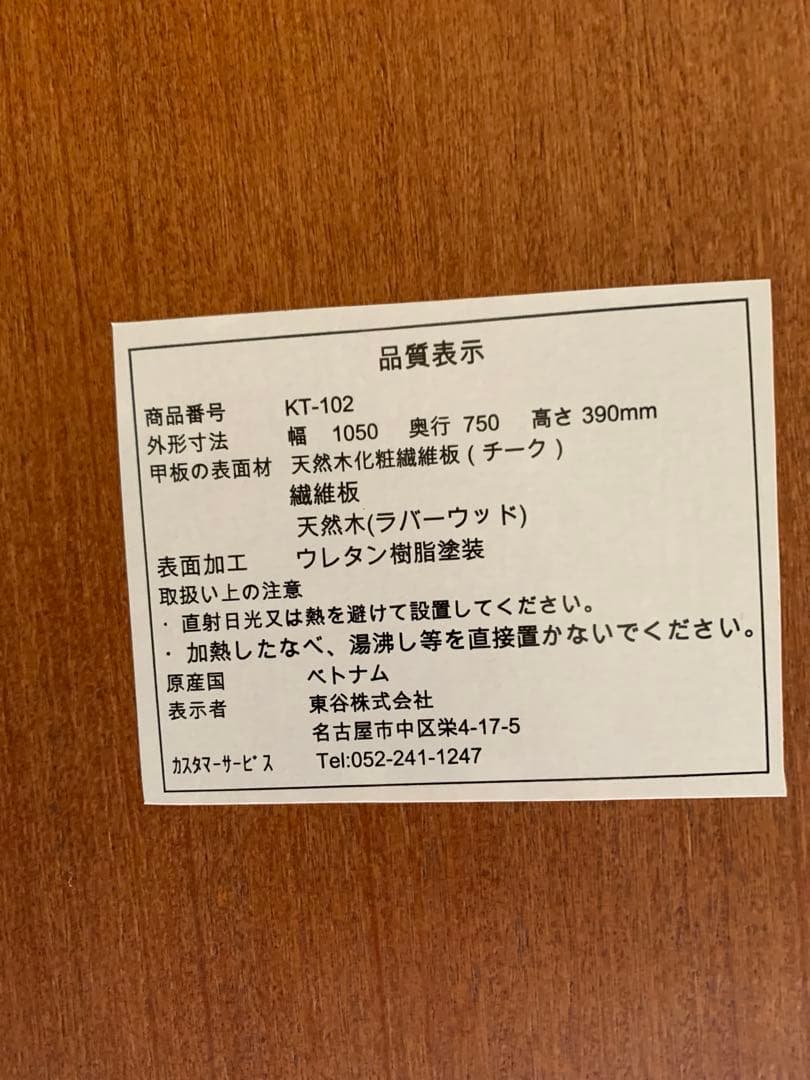 品質表示
商品番号 KT-102
外形寸法 幅 1050 奥行 750 高さ 390mm
甲板の表面材 天然木化粧繊維板(チーク)
繊維板
天然木(ラバーウッド)
表面加工 ウレタン樹脂塗装
取扱い上の注意
・直射日光又は熱を避けて設置してください。
・加熱したなべ、湯沸し等を直接置かないでください。
原産国 ベトナム
表示者 東谷株式会社
名古屋市中区栄4-17-5
ｶｽﾀﾏｰｻｰﾋﾞｽ Tel:052-241-1247